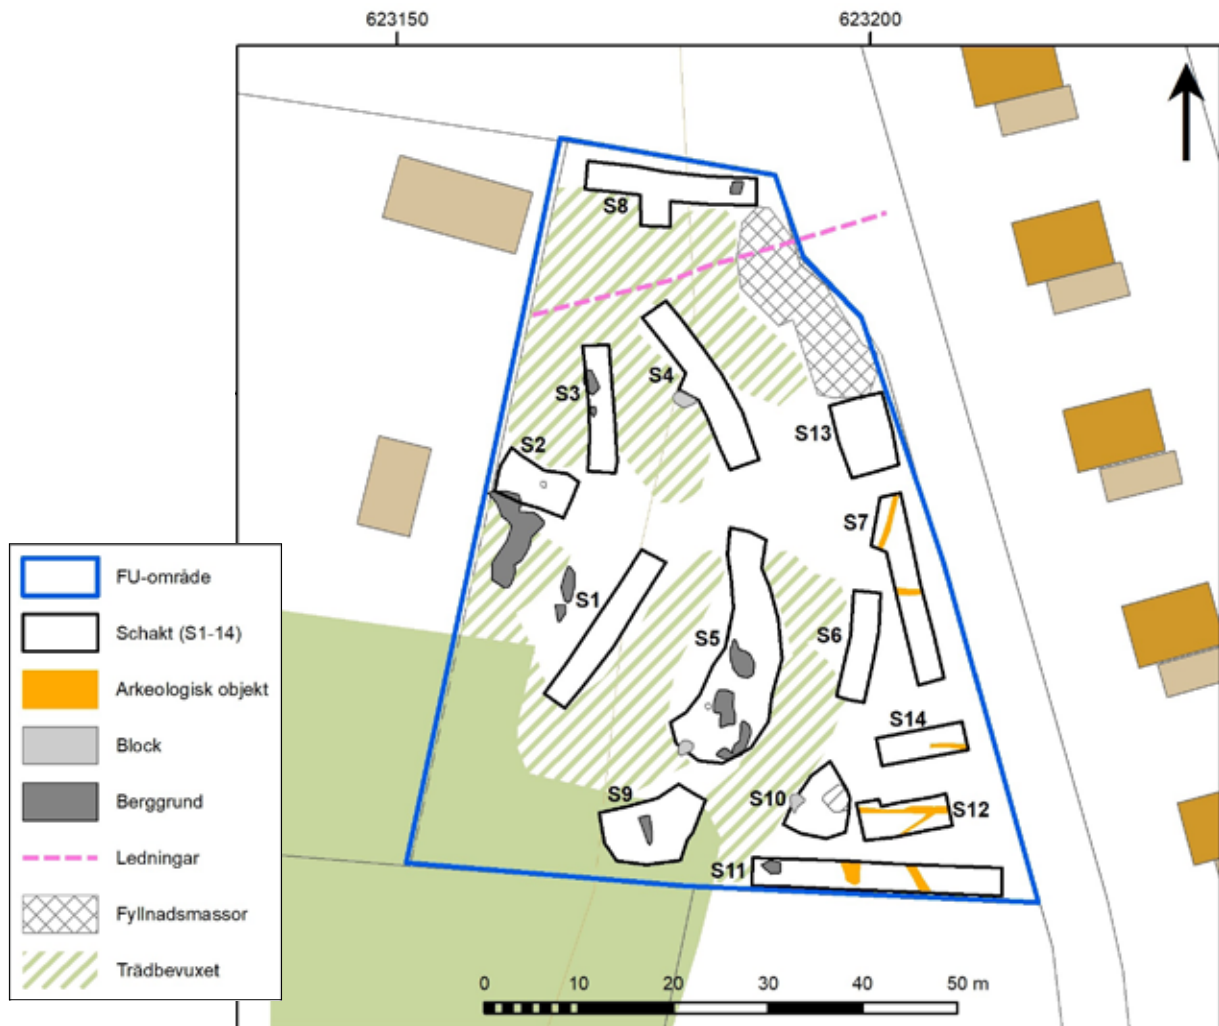 623150 623200
S8
S4
S3
S13
S2
S7
S1
S5
S6
S14
S10
S9
S12
S11
FU-område
Schakt (S1-14)
Arkeologisk objekt
Block
Berggrund
Ledningar
Fyllnadsmassor
Trädbevuxet
0 10 20 30 40 50 m